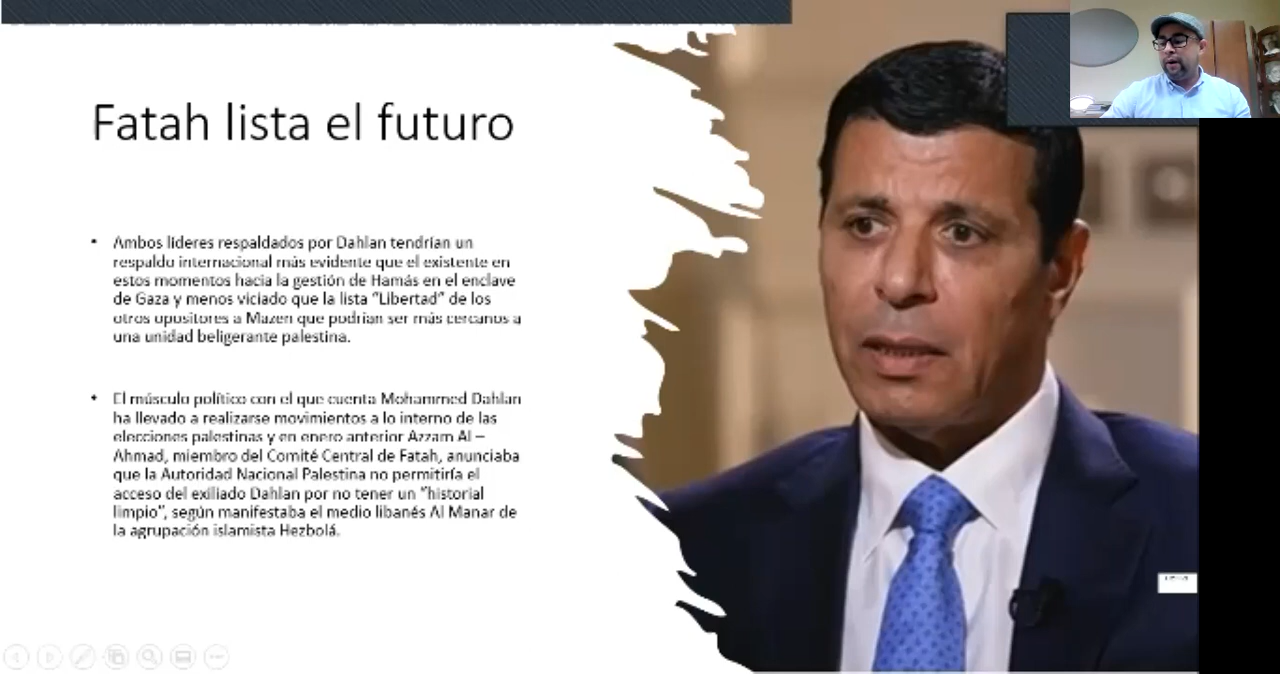 Fatah lista el futuro
• Ambos líderes respaldados por Dahlan tendrían un
respaldo internacional más evidente que el existente en
estos momentos hacia la gestión de Hamás en el enclave
de Gaza y menos viciado que la lista “Libertad” de los
otros opositores a Mazen que podrían ser más cercanos a
una unidad beligerante palestina.
• El músculo político con el que cuenta Mohammed Dahlan
ha llevado a realizarse movimientos a lo interno de las
elecciones palestinas y en enero anterior Azzam Al –
Ahmad, miembro del Comité Central de Fatah, anunciaba
que la Autoridad Nacional Palestina no permitiría el
acceso del exiliado Dahlan por no tener un “historial
limpio”, según manifestaba el medio libanés Al Manar de
la agrupación islamista Hezbolá.